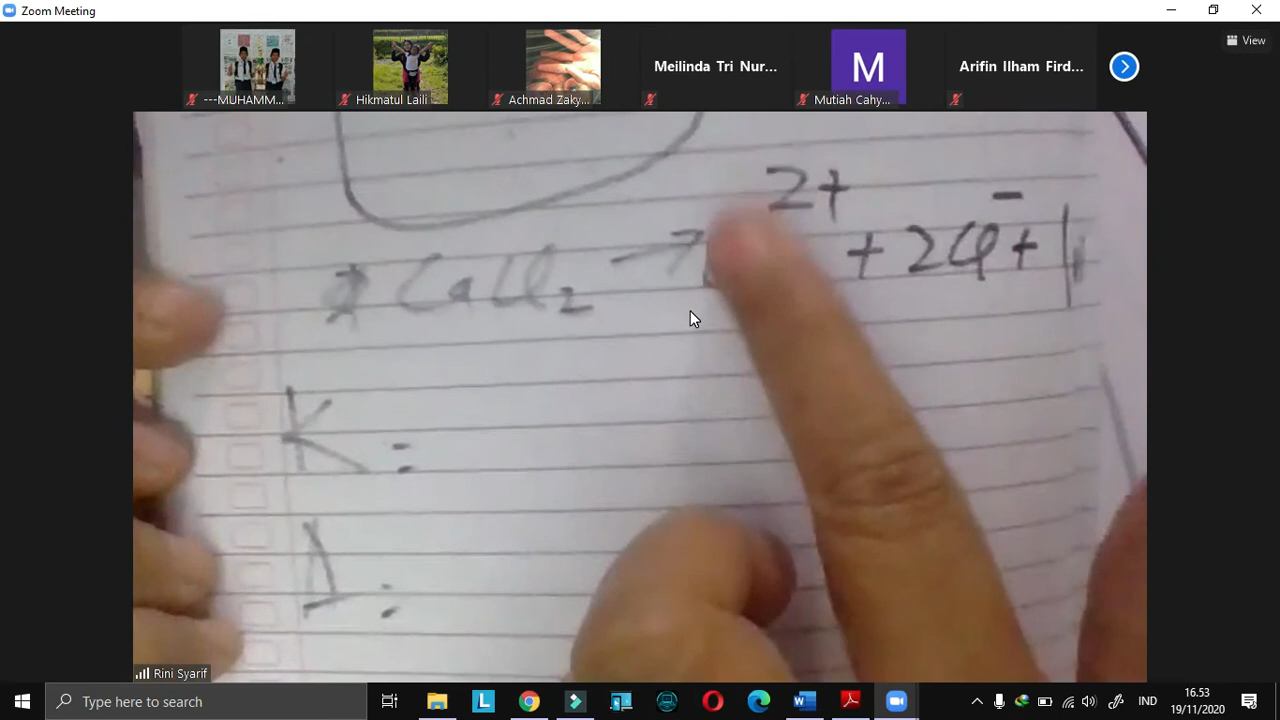 Zoom Meeting
View
---MUHAMM...
Hikmatul Laili
Achmad Zaky...
Meilinda Tri Nur...
M
Mutiah Cahy...
Arifin Ilham Fird...
2+ -
CaCl2 → + 2Cl +
K :
A :
Rini Syarif
Type here to search
IND
16.53
19/11/2020